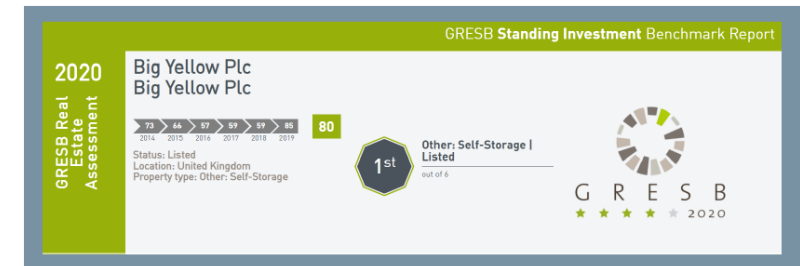 GRESB Standing Investment Benchmark Report
2020
GRESB Real
Estate
Assessment
Big Yellow Plc
Big Yellow Plc
73 66 57 59 59 85 80
2014 2015 2016 2017 2018 2019
Status: Listed
Location: United Kingdom
Property type: Other: Self-Storage
1st
Other: Self-Storage |
Listed
out of 6
G R E S B
2020